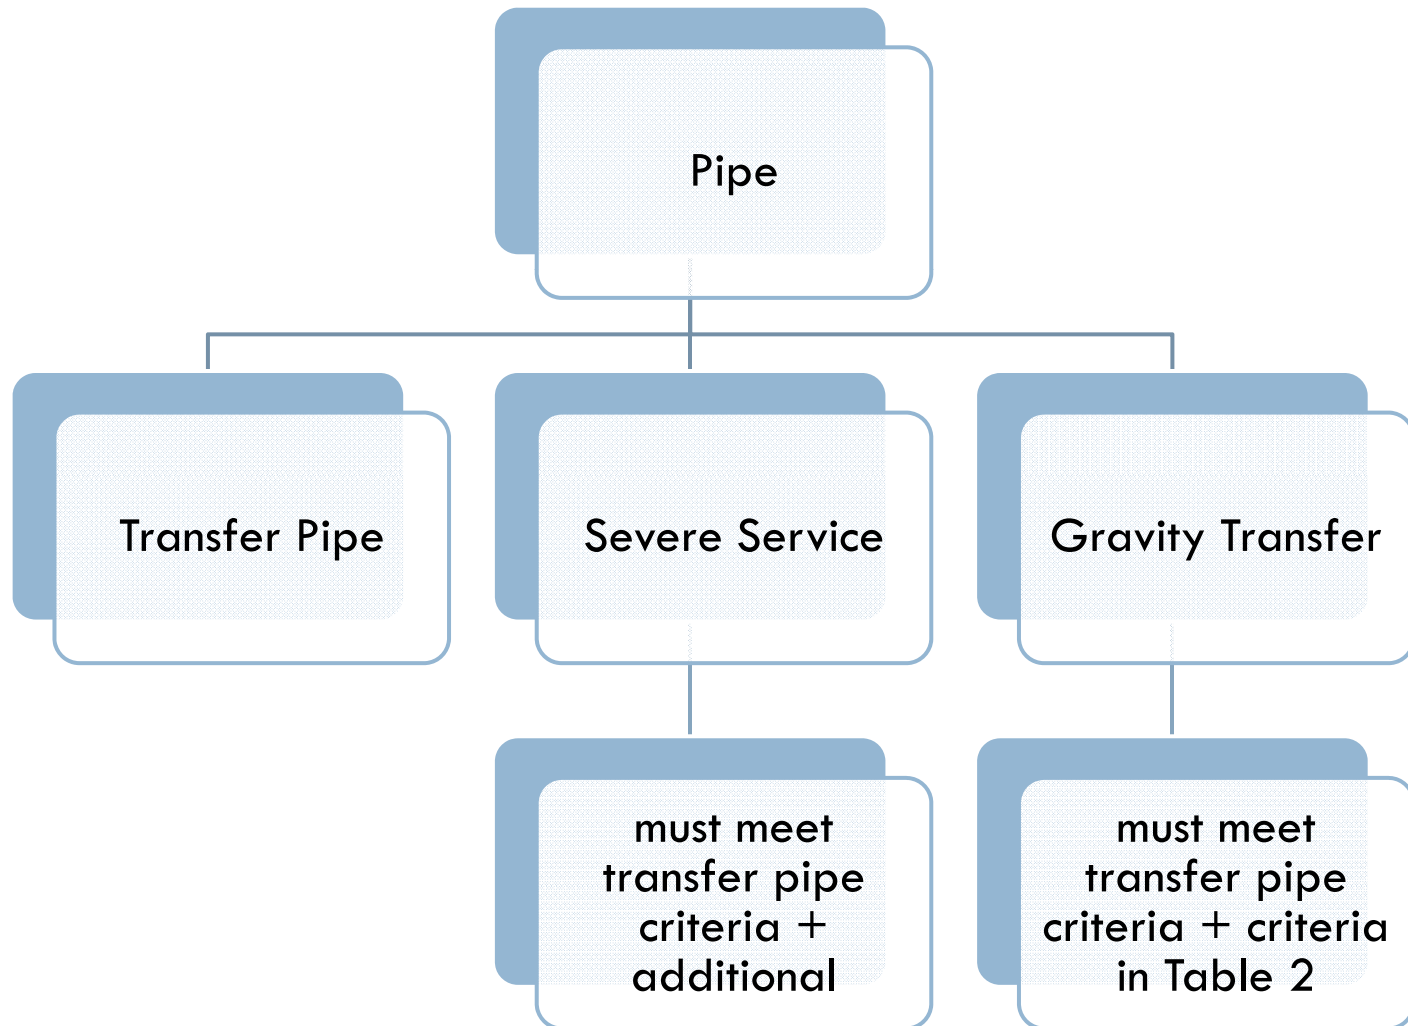 Pipe
Transfer Pipe
Severe Service
Gravity Transfer
must meet
transfer pipe
criteria +
additional
must meet
transfer pipe
criteria + criteria
in Table 2